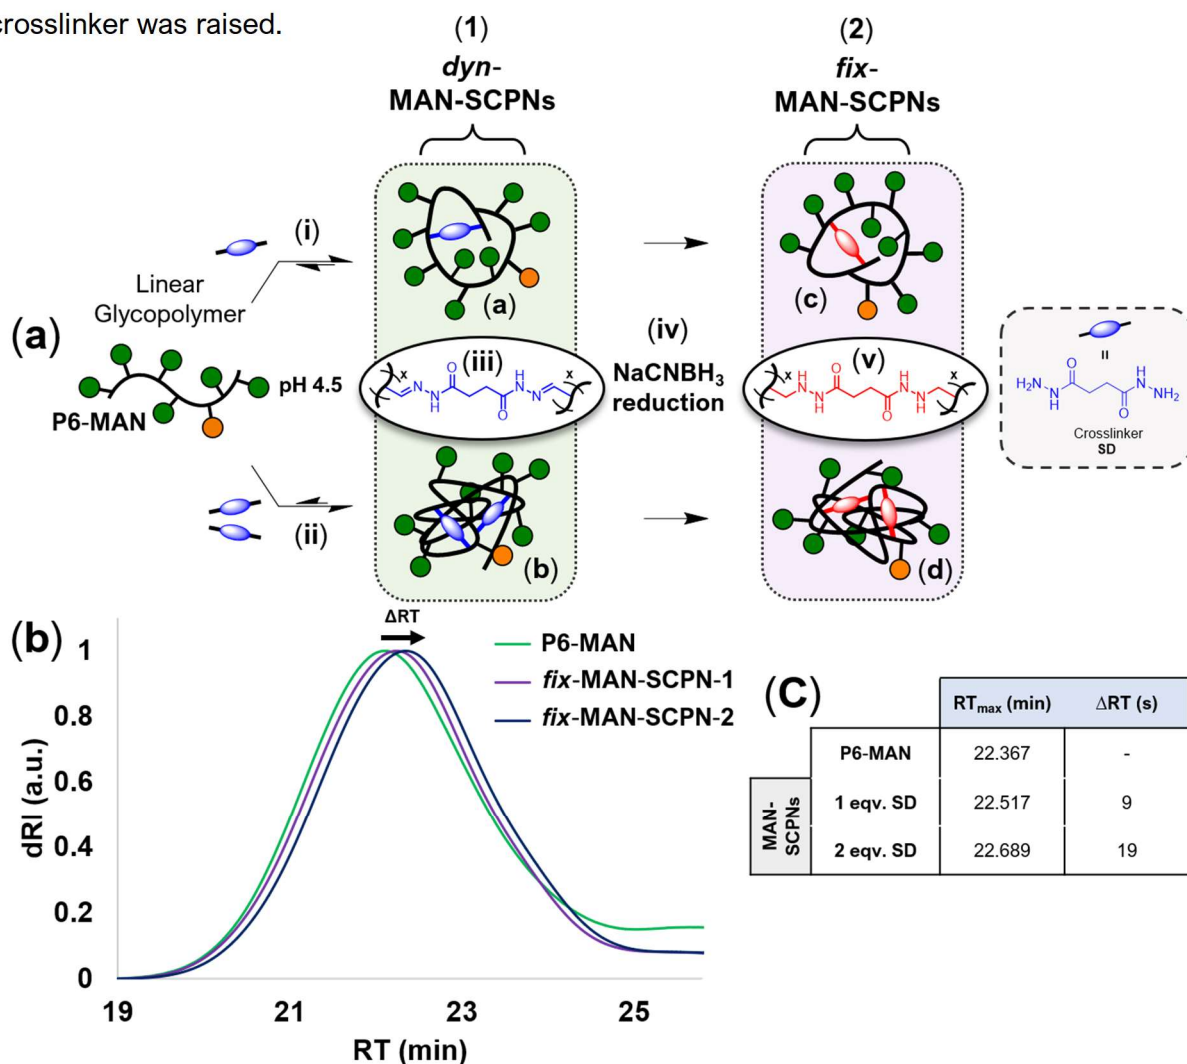 crosslinker was raised.
(1)
dyn-
MAN-SCPNs
(2)
fix-
MAN-SCPNs
(i)
Linear
Glycopolymer
(a)
(c)
(a)
(iii)
(iv)
(v)
P6-MAN
pH 4.5
NaCNBH₃
reduction
x
N
N
H
O
O
H
N
N
x
x
H
N
N
H
O
O
H
N
N
H
x
H₂N
N
H
O
O
H
N
NH₂
Crosslinker
SD
(ii)
(b)
(d)
(b)
ΔRT
P6-MAN
fix-MAN-SCPN-1
fix-MAN-SCPN-2
dRI (a.u.)
1
0.8
0.6
0.4
0.2
0
19 21 23 25
RT (min)
(C)
RTmax (min) ΔRT (s)
P6-MAN 22.367 -
MAN-
SCPNs
1 eqv. SD 22.517 9
2 eqv. SD 22.689 19